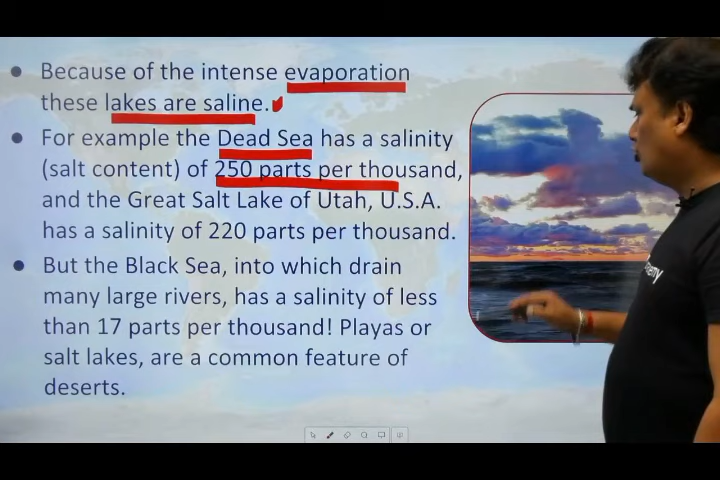 Because of the intense evaporation
these lakes are saline.
For example the Dead Sea has a salinity
(salt content) of 250 parts per thousand,
and the Great Salt Lake of Utah, U.S.A.
has a salinity of 220 parts per thousand.
But the Black Sea, into which drain
many large rivers, has a salinity of less
than 17 parts per thousand! Playas or
salt lakes, are a common feature of
deserts.